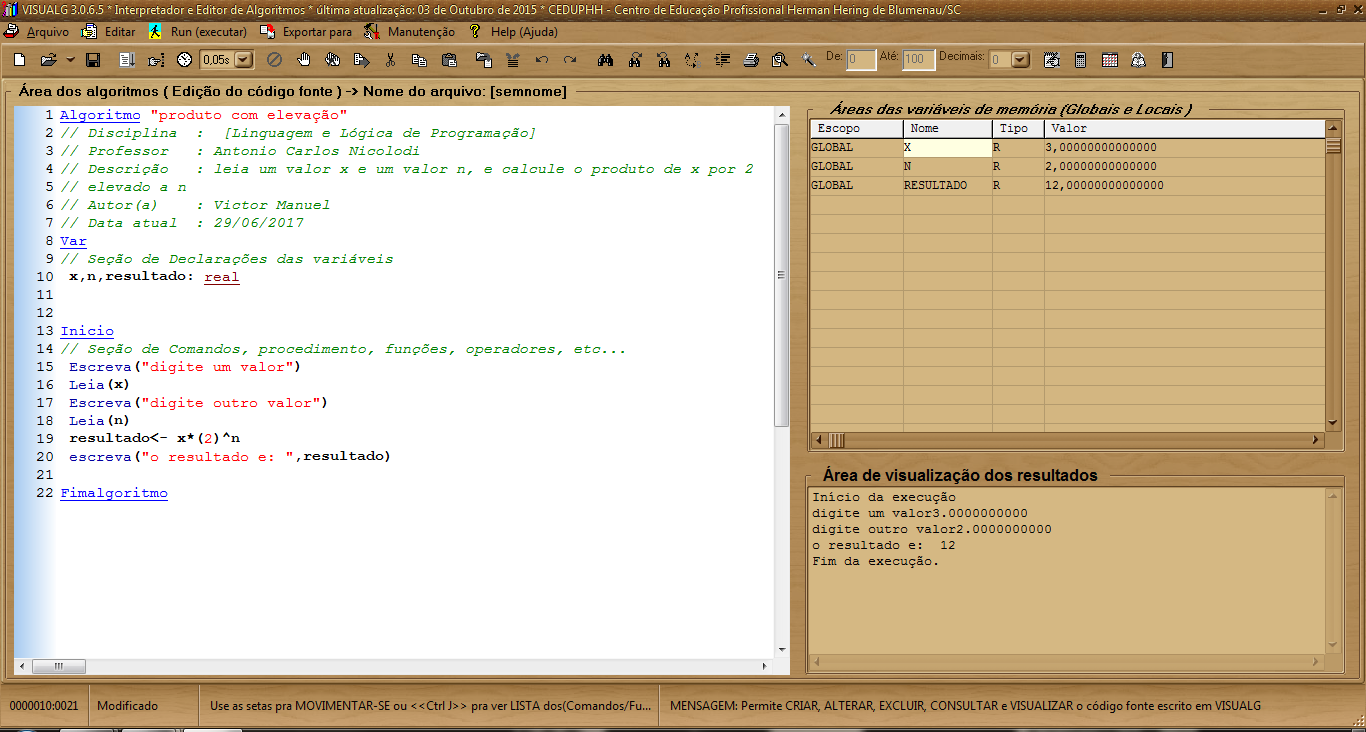 VISUALG 3.0.6.5 * Interpretador e Editor de Algoritmos * última atualização: 03 de Outubro de 2015 * CEDUPHH - Centro de Educação Profissional Herman Hering de Blumenau/SC
Arquivo Editar Run (executar) Exportar para Manutenção Help (Ajuda)
0,05s De: 0 Até: 100 Decimais: 0
Área dos algoritmos ( Edição do código fonte ) -> Nome do arquivo: [semnome]
1 Algoritmo "produto com elevação"
2 // Disciplina : [Linguagem e Lógica de Programação]
3 // Professor : Antonio Carlos Nicolodi
4 // Descrição : leia um valor x e um valor n, e calcule o produto de x por 2
5 // elevado a n
6 // Autor(a) : Victor Manuel
7 // Data atual : 29/06/2017
8 Var
9 // Seção de Declarações das variáveis
10 x,n,resultado: real
11
12
13 Inicio
14 // Seção de Comandos, procedimento, funções, operadores, etc...
15 Escreva("digite um valor")
16 Leia(x)
17 Escreva("digite outro valor")
18 Leia(n)
19 resultado<- x*(2)^n
20 escreva("o resultado e: ",resultado)
21
22 Fimalgoritmo
Áreas das variáveis de memória (Globais e Locais )
Escopo Nome Tipo Valor
GLOBAL X R 3,00000000000000
GLOBAL N R 2,00000000000000
GLOBAL RESULTADO R 12,00000000000000
Área de visualização dos resultados
Início da execução
digite um valor3.0000000000
digite outro valor2.0000000000
o resultado e: 12
Fim da execução.
0000010:0021 Modificado Use as setas pra MOVIMENTAR-SE ou <<Ctrl J>> pra ver LISTA dos(Comandos/Fu... MENSAGEM: Permite CRIAR, ALTERAR, EXCLUIR, CONSULTAR e VISUALIZAR o código fonte escrito em VISUALG